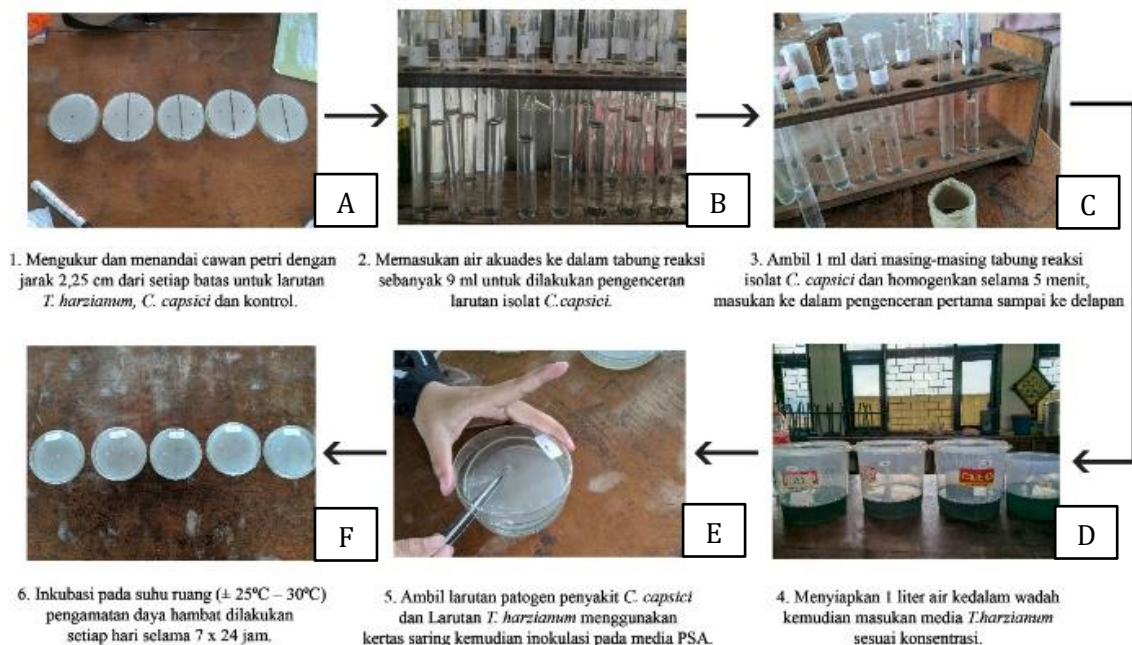 A
B
C
1. Mengukur dan menandai cawan petri dengan
jarak 2,25 cm dari setiap batas untuk larutan
T. harzianum, C. capsici dan kontrol.
2. Memasukan air akuades ke dalam tabung reaksi
sebanyak 9 ml untuk dilakukan pengenceran
larutan isolat C.capsici.
3. Ambil 1 ml dari masing-masing tabung reaksi
isolat C. capsici dan homogenkan selama 5 menit,
masukan ke dalam pengenceran pertama sampai ke delapan
F
E
D
6. Inkubasi pada suhu ruang (± 25ºC – 30ºC)
pengamatan daya hambat dilakukan
setiap hari selama 7 x 24 jam.
5. Ambil larutan patogen penyakit C. capsici
dan Larutan T. harzianum menggunakan
kertas saring kemudian inokulasi pada media PSA.
4. Menyiapkan 1 liter air kedalam wadah
kemudian masukan media T.harzianum
sesuai konsentrasi.